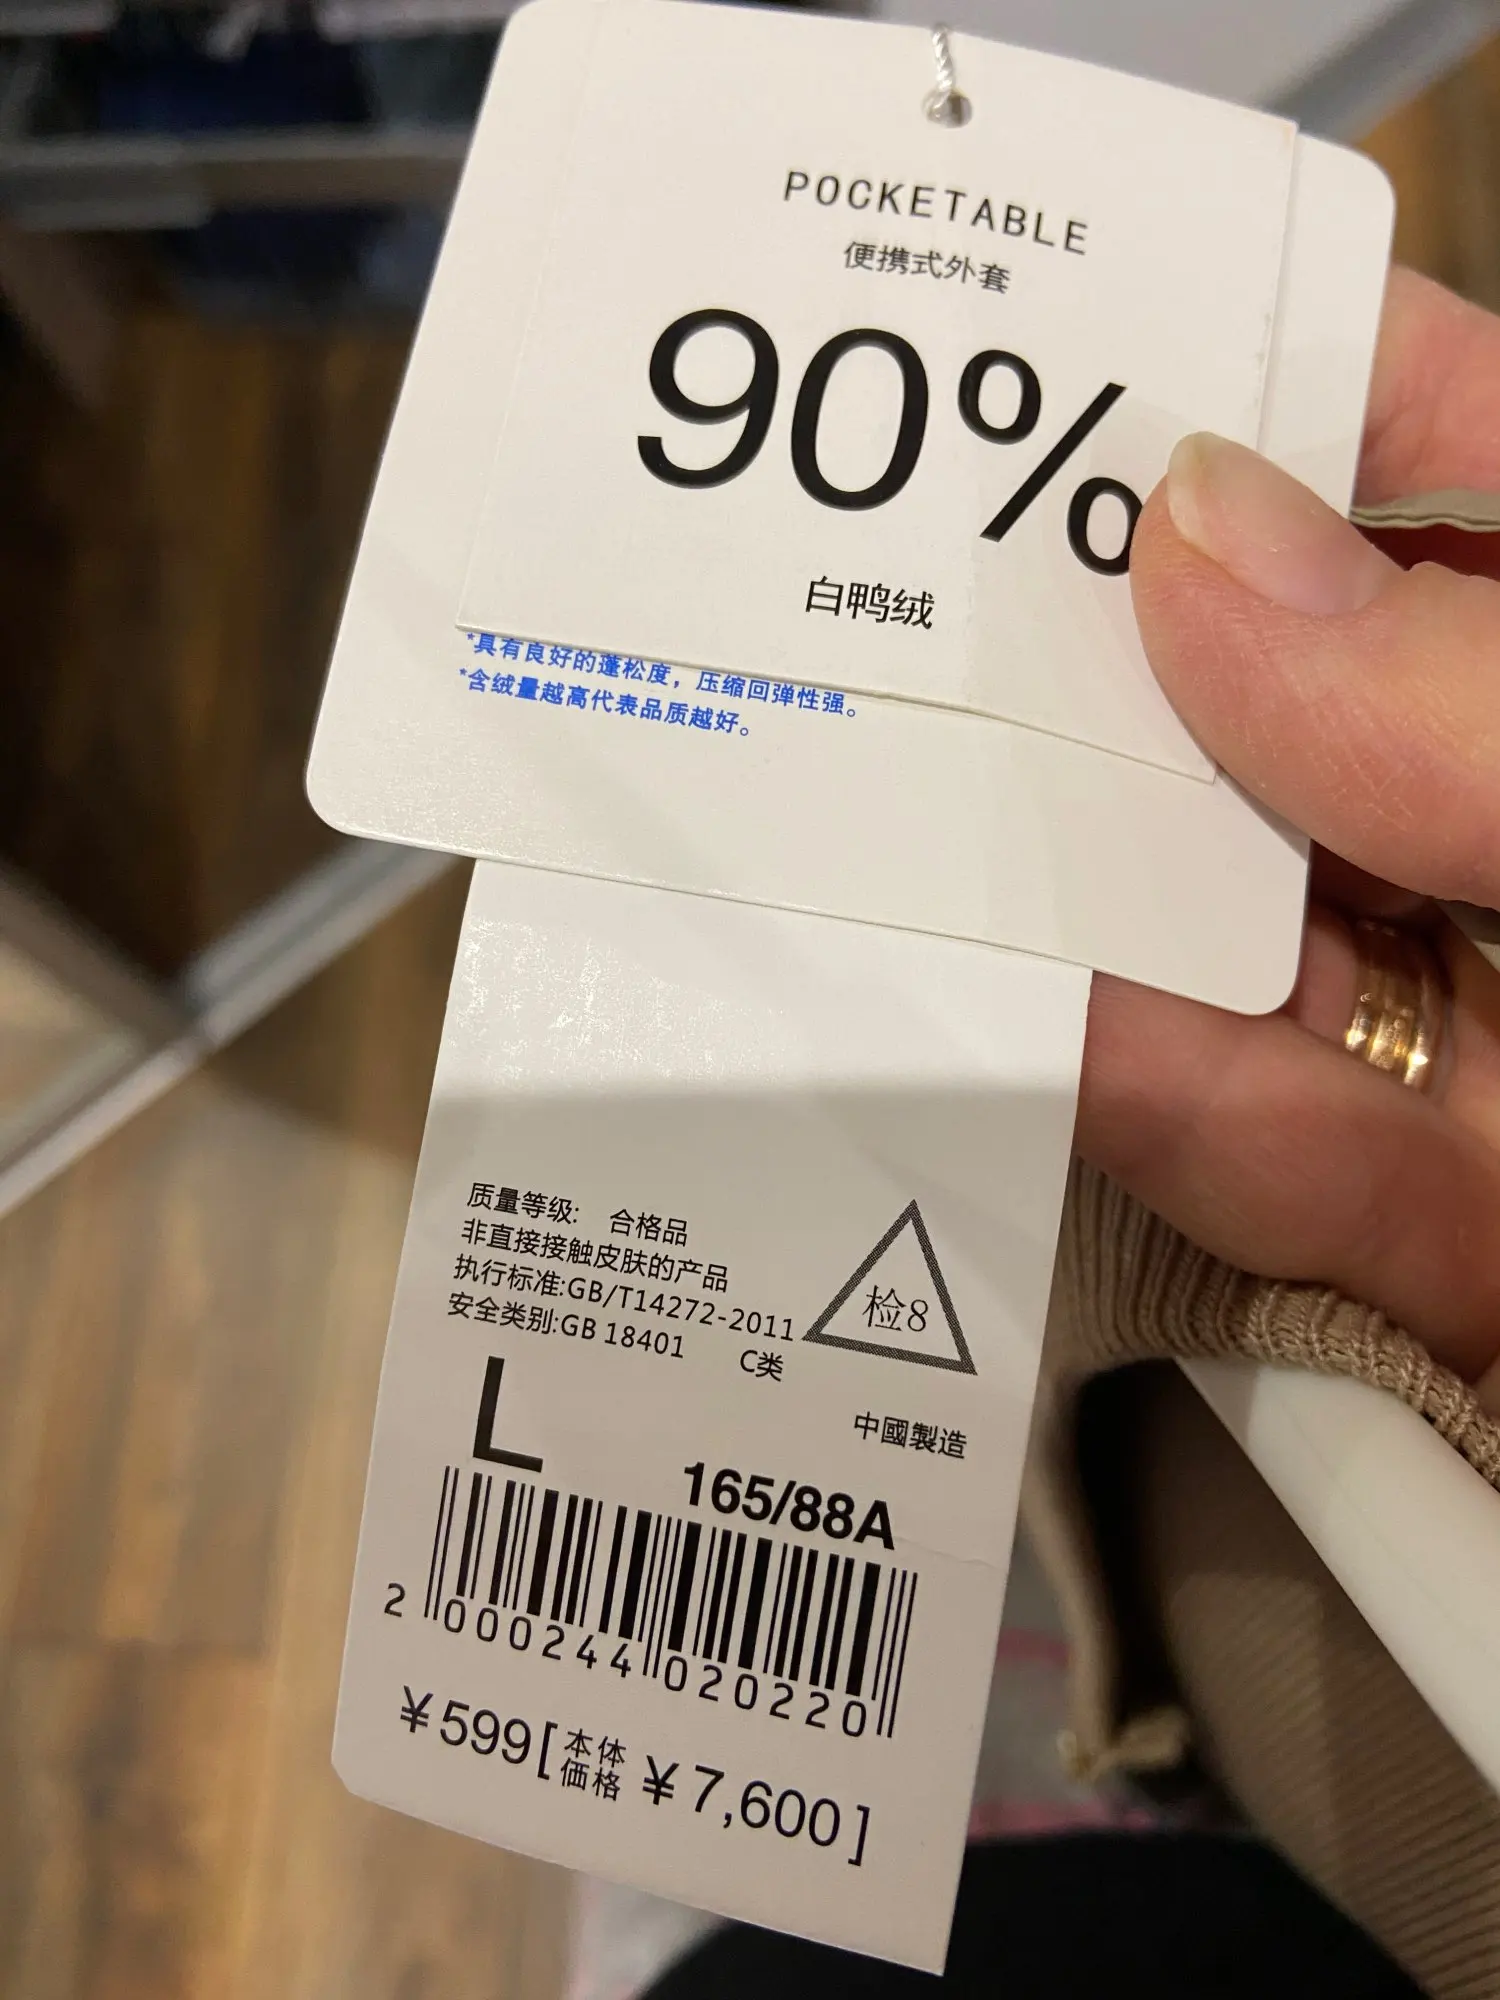 POCKETABLE
便携式外套
90%
白鸭绒
*具有良好的蓬松度，压缩回弹性强。
*含绒量越高代表品质越好。
质量等级: 合格品
非直接接触皮肤的产品
执行标准:GB/T14272-2011
安全类别:GB 18401 C类
检8
中國製造
L
165/88A
2 000244 020220
¥599[本体価格 ¥7,600]